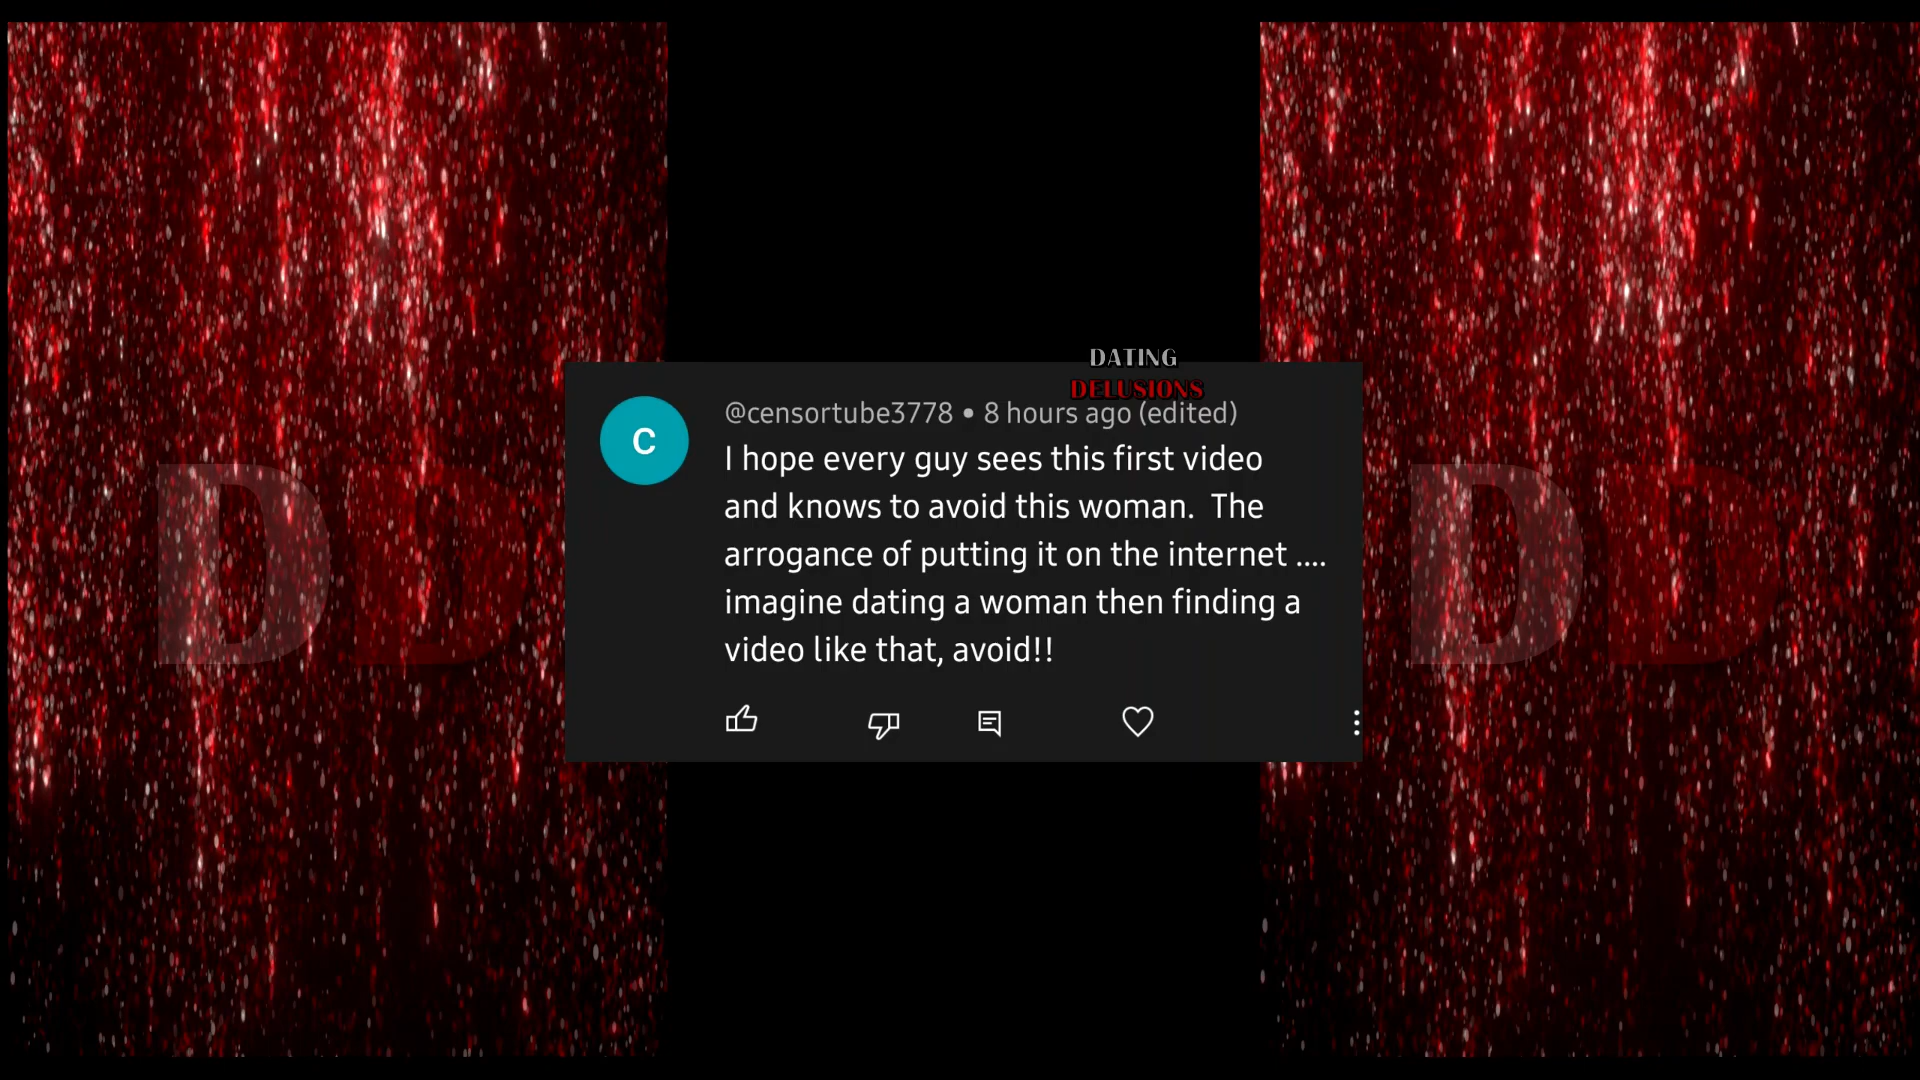 DATING
DELUSIONS
@censortube3778 • 8 hours ago (edited)
C
I hope every guy sees this first video
and knows to avoid this woman.  The
arrogance of putting it on the internet ....
imagine dating a woman then finding a
video like that, avoid!!
D D
D D